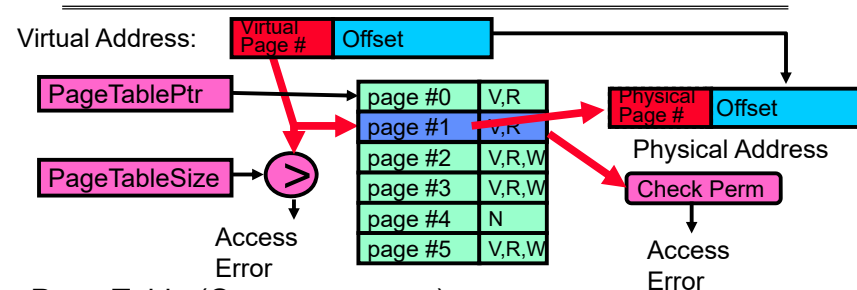 Virtual Address:
Virtual
Page #
Offset
PageTablePtr
page #0 V,R
page #1 V,R
page #2 V,R,W
page #3 V,R,W
page #4 N
page #5 V,R,W
Physical
Page #
Offset
Physical Address
PageTableSize
>
Check Perm
Access
Error
Access
Error